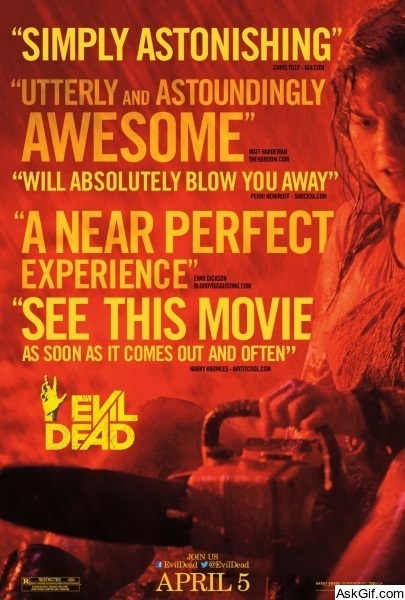 “SIMPLY ASTONISHING”
CHRIS TILLY - IGN.COM
“UTTERLY AND ASTOUNDINGLY
AWESOME”
MATT HARDEMAN
THEHORUON.COM
“WILL ABSOLUTELY BLOW YOU AWAY”
PERRI NEMIROFF - SHOCKYA.COM
“A NEAR PERFECT
EXPERIENCE”
EVAN DICKSON
BLOODYDISGUSTING.COM
“SEE THIS MOVIE
AS SOON AS IT COMES OUT AND OFTEN”
HARRY KNOWLES - AINTITCOOL.COM
EVIL
DEAD
R RESTRICTED
JOIN US
EvilDead @EvilDead
APRIL 5
AskGif.com